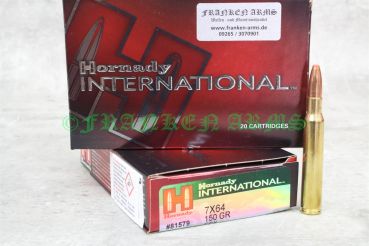 FRANKEN ARMS
Waffen- und Munitionshandel
www.franken-arms.de
09265 / 3070901
Hornady
INTERNATIONAL™
20 CARTRIDGES
©FRANKEN ARMS
H
Hornady
INTERNATIONAL
7X64
150 GR
#81579